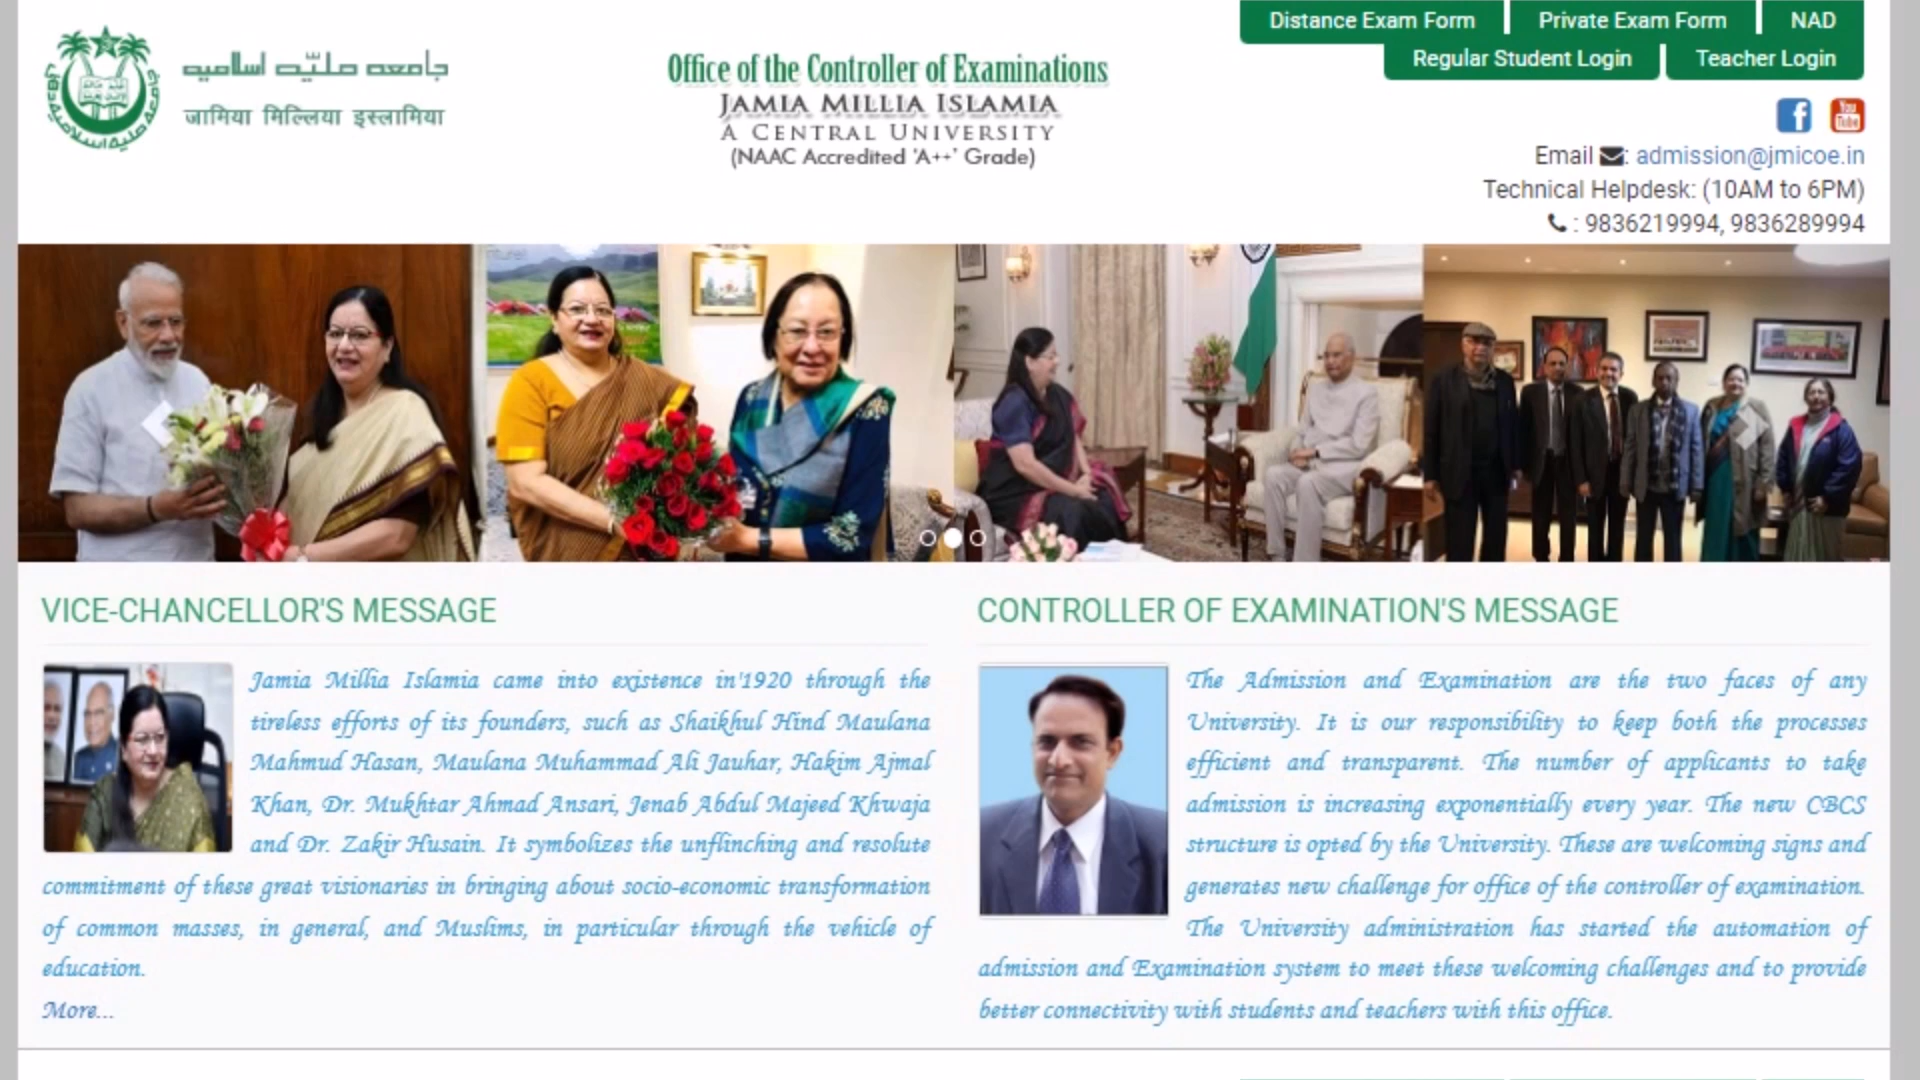 Distance Exam Form
Private Exam Form
NAD
Regular Student Login
Teacher Login
جامعه ملیّہ اسلامیہ
जामिया मिल्लिया इस्लामिया
Office of the Controller of Examinations
JAMIA MILLIA ISLAMIA
A CENTRAL UNIVERSITY
(NAAC Accredited 'A++' Grade)
You
Tube
Email : admission@jmicoe.in
Technical Helpdesk: (10AM to 6PM)
: 9836219994, 9836289994
VICE-CHANCELLOR'S MESSAGE
Jamia Millia Islamia came into existence in'1920 through the
tireless efforts of its founders, such as Shaikhul Hind Maulana
Mahmud Hasan, Maulana Muhammad Ali Jauhar, Hakim Ajmal
Khan, Dr. Mukhtar Ahmad Ansari, Jenab Abdul Majeed Khwaja
and Dr. Zakir Husain. It symbolizes the unflinching and resolute
commitment of these great visionaries in bringing about socio-economic transformation
of common masses, in general, and Muslims, in particular through the vehicle of
education.
More...
CONTROLLER OF EXAMINATION'S MESSAGE
The Admission and Examination are the two faces of any
University. It is our responsibility to keep both the processes
efficient and transparent. The number of applicants to take
admission is increasing exponentially every year. The new CBCS
structure is opted by the University. These are welcoming signs and
generates new challenge for office of the controller of examination.
The University administration has started the automation of
admission and Examination system to meet these welcoming challenges and to provide
better connectivity with students and teachers with this office.